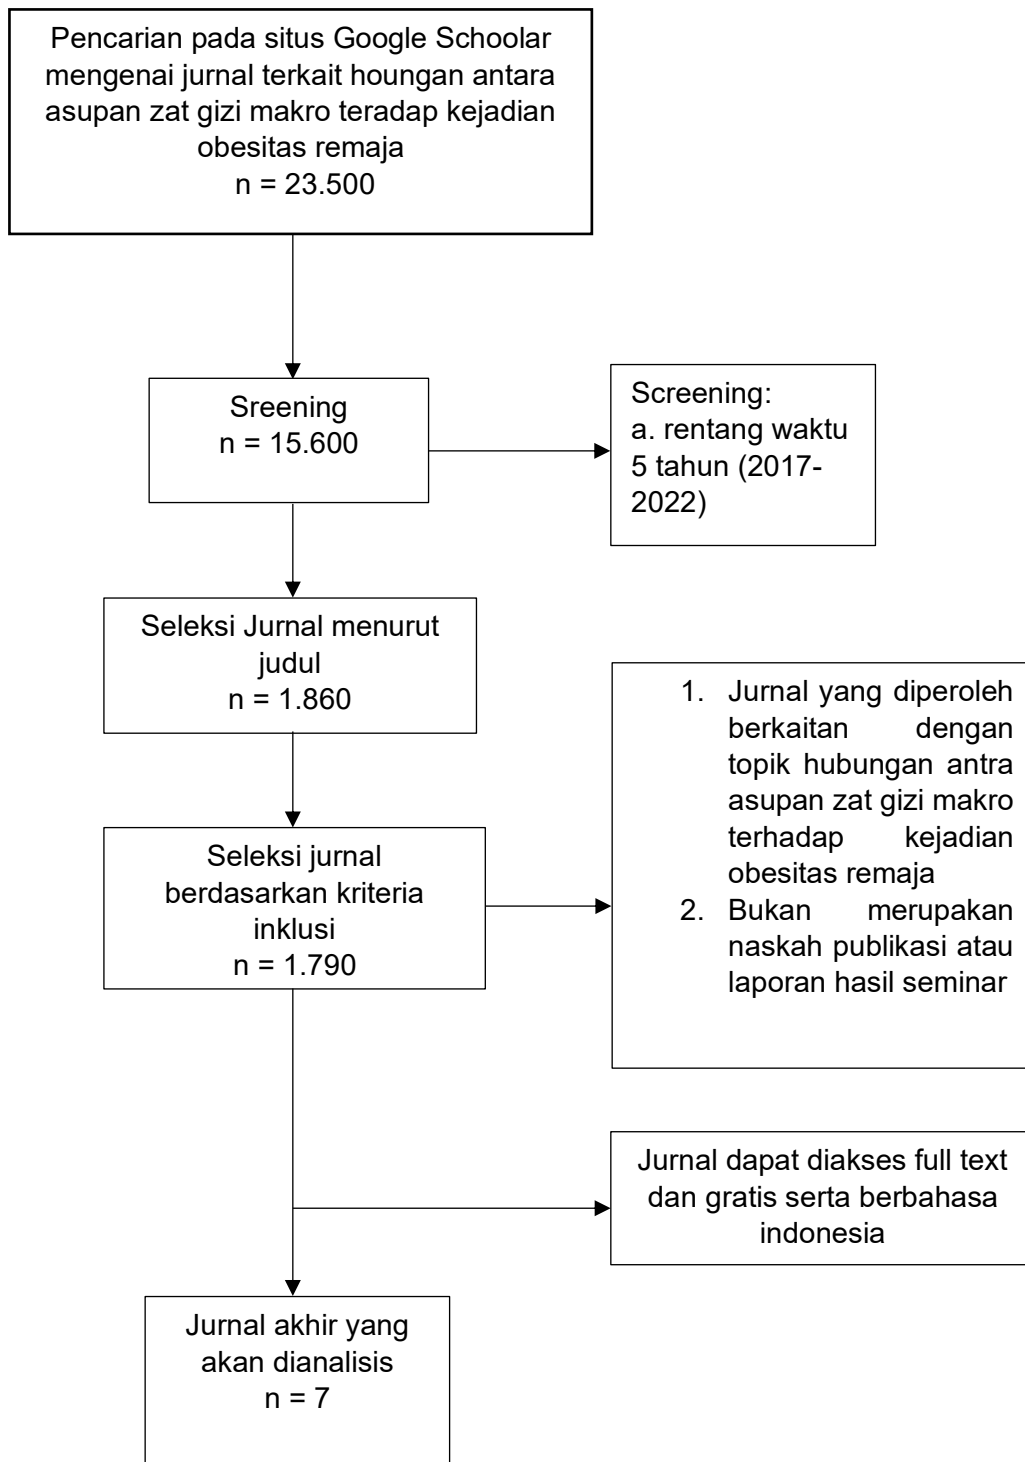 Pencarian pada situs Google Schoolar
mengenai jurnal terkait houngan antara
asupan zat gizi makro teradap kejadian
obesitas remaja
n = 23.500
Sreening
n = 15.600
Screening:
a. rentang waktu
5 tahun (2017-
2022)
Seleksi Jurnal menurut
judul
n = 1.860
Seleksi jurnal
berdasarkan kriteria
inklusi
n = 1.790
1. Jurnal yang diperoleh
berkaitan dengan
topik hubungan antra
asupan zat gizi makro
terhadap kejadian
obesitas remaja
2. Bukan merupakan
naskah publikasi atau
laporan hasil seminar
Jurnal dapat diakses full text
dan gratis serta berbahasa
indonesia
Jurnal akhir yang
akan dianalisis
n = 7